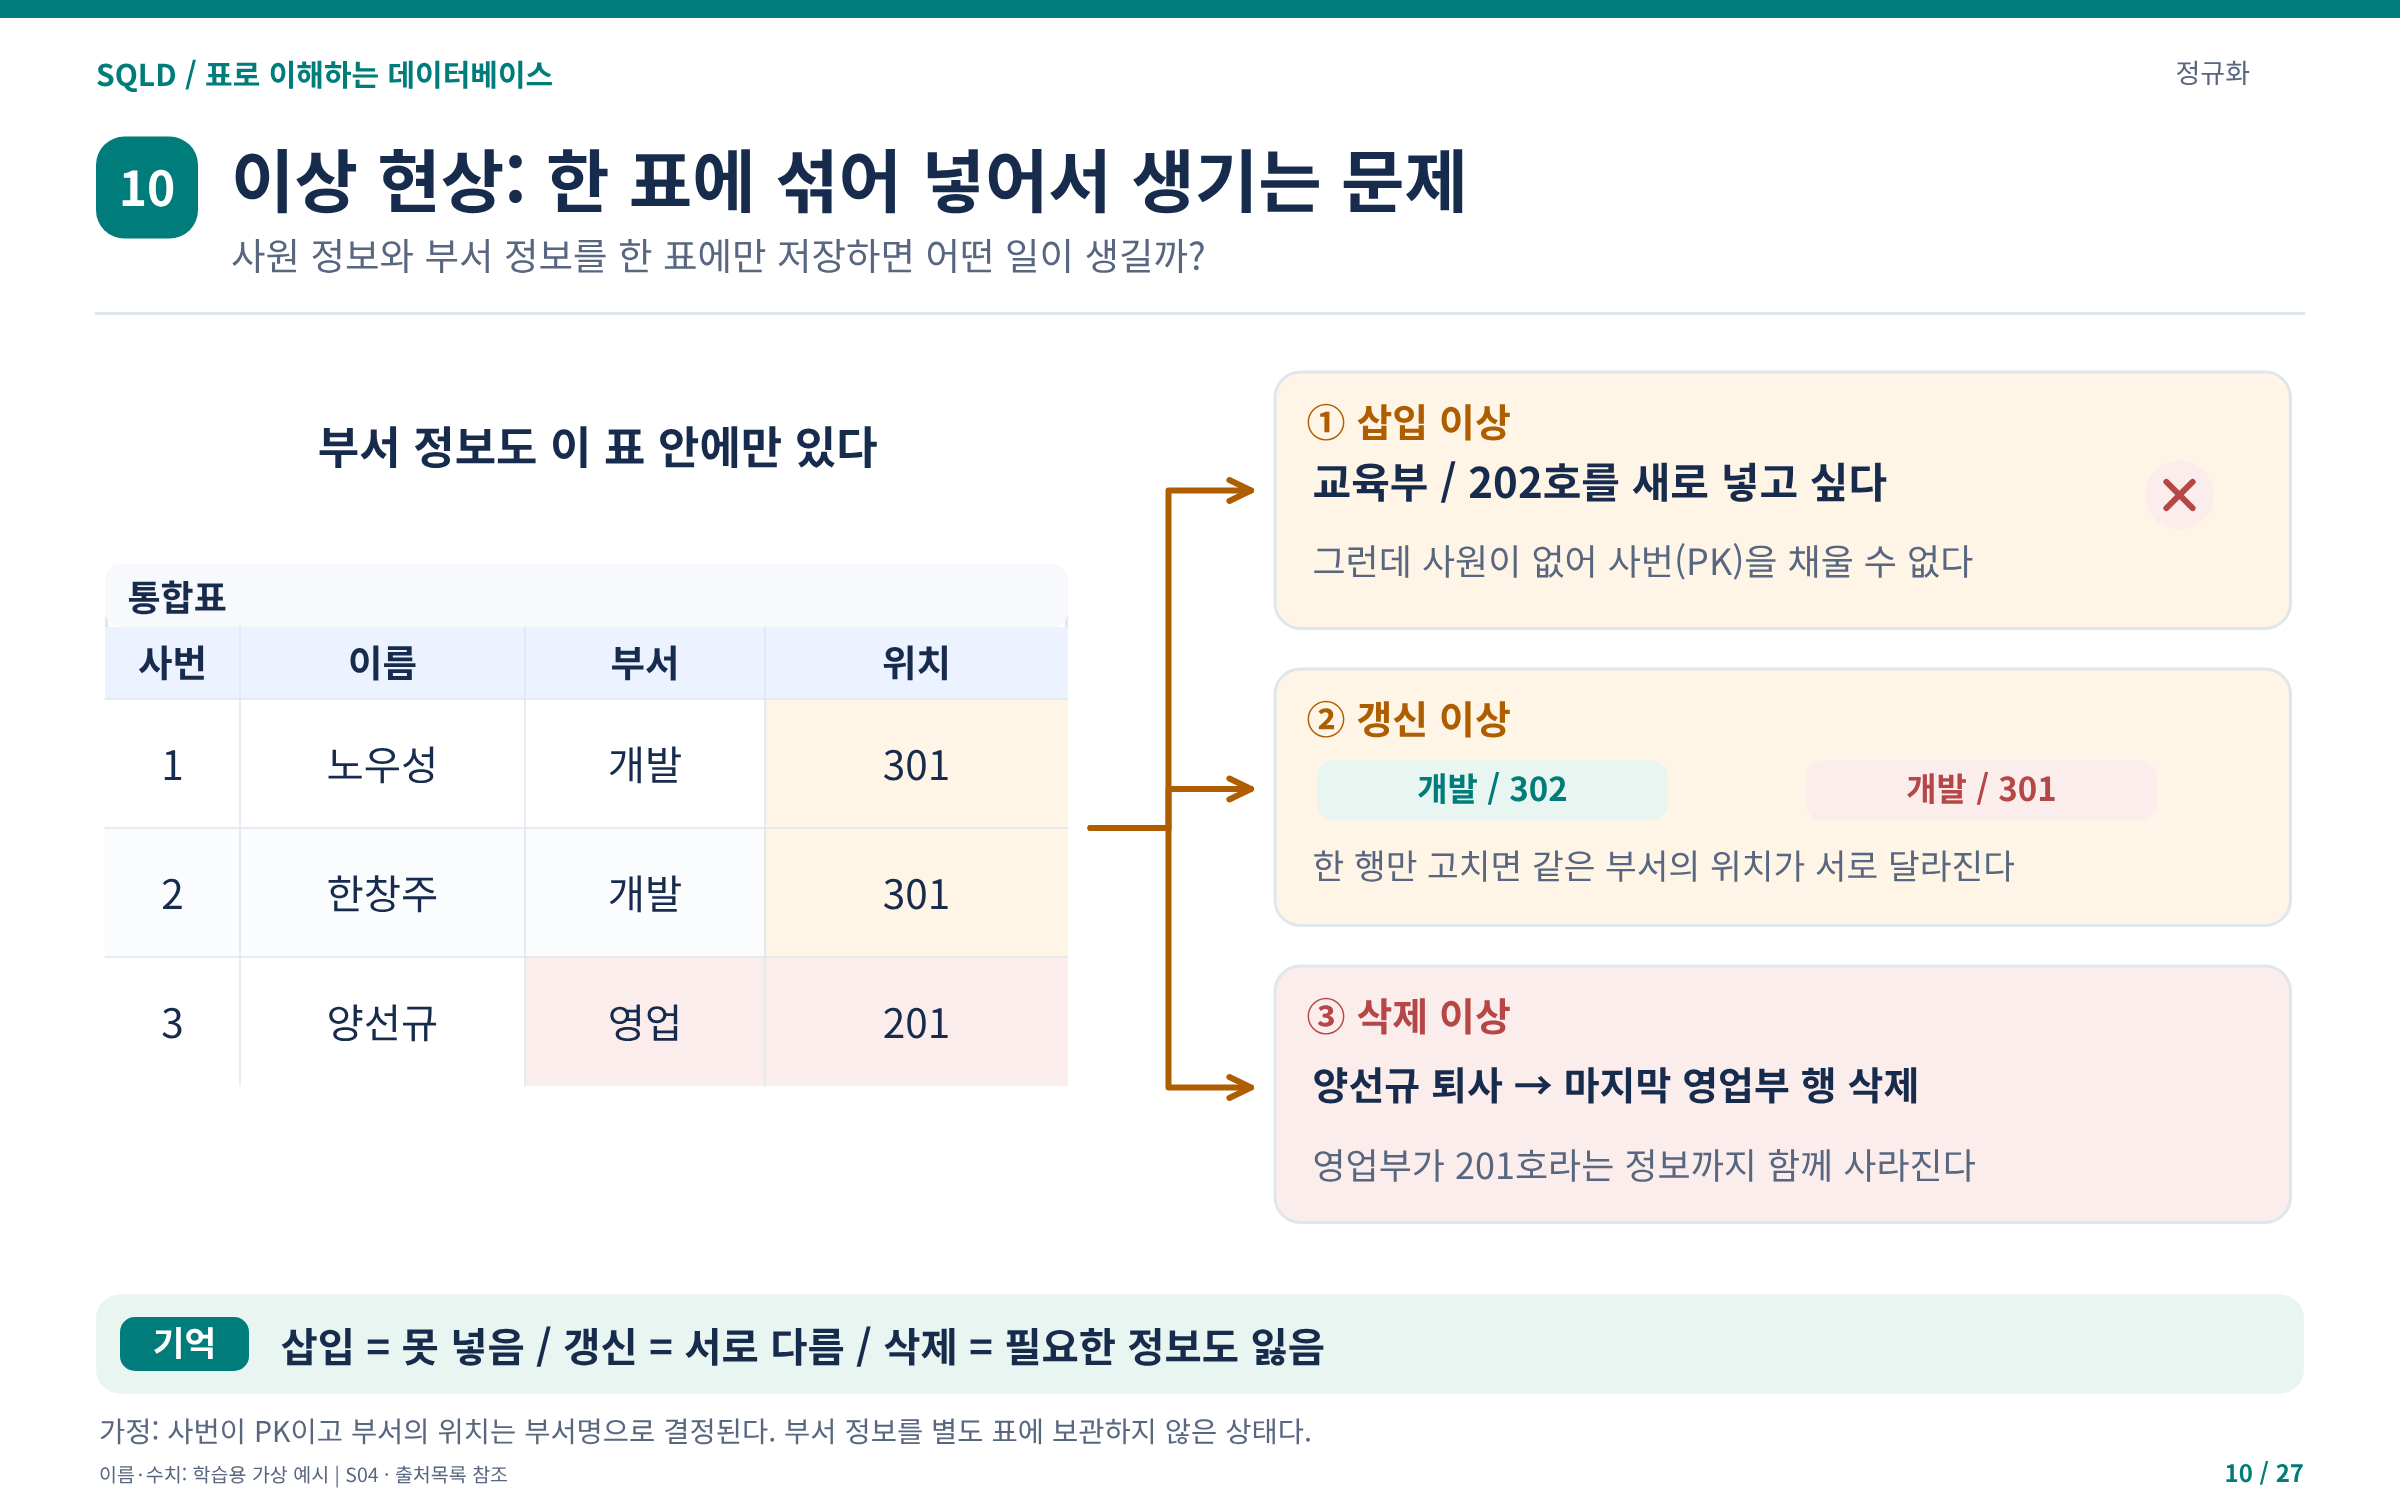 SQLD / 표로 이해하는 데이터베이스
정규화
10
이상 현상: 한 표에 섞어 넣어서 생기는 문제
사원 정보와 부서 정보를 한 표에만 저장하면 어떤 일이 생길까?
부서 정보도 이 표 안에만 있다
통합표
사번 이름 부서 위치
1 노우성 개발 301
2 한창주 개발 301
3 양선규 영업 201
① 삽입 이상
교육부 / 202호를 새로 넣고 싶다
그런데 사원이 없어 사번(PK)을 채울 수 없다
② 갱신 이상
개발 / 302 개발 / 301
한 행만 고치면 같은 부서의 위치가 서로 달라진다
③ 삭제 이상
양선규 퇴사 → 마지막 영업부 행 삭제
영업부가 201호라는 정보까지 함께 사라진다
기억 삽입 = 못 넣음 / 갱신 = 서로 다름 / 삭제 = 필요한 정보도 잃음
가정: 사번이 PK이고 부서의 위치는 부서명으로 결정된다. 부서 정보를 별도 표에 보관하지 않은 상태다.
이름·수치: 학습용 가상 예시 | S04 · 출처목록 참조
10 / 27